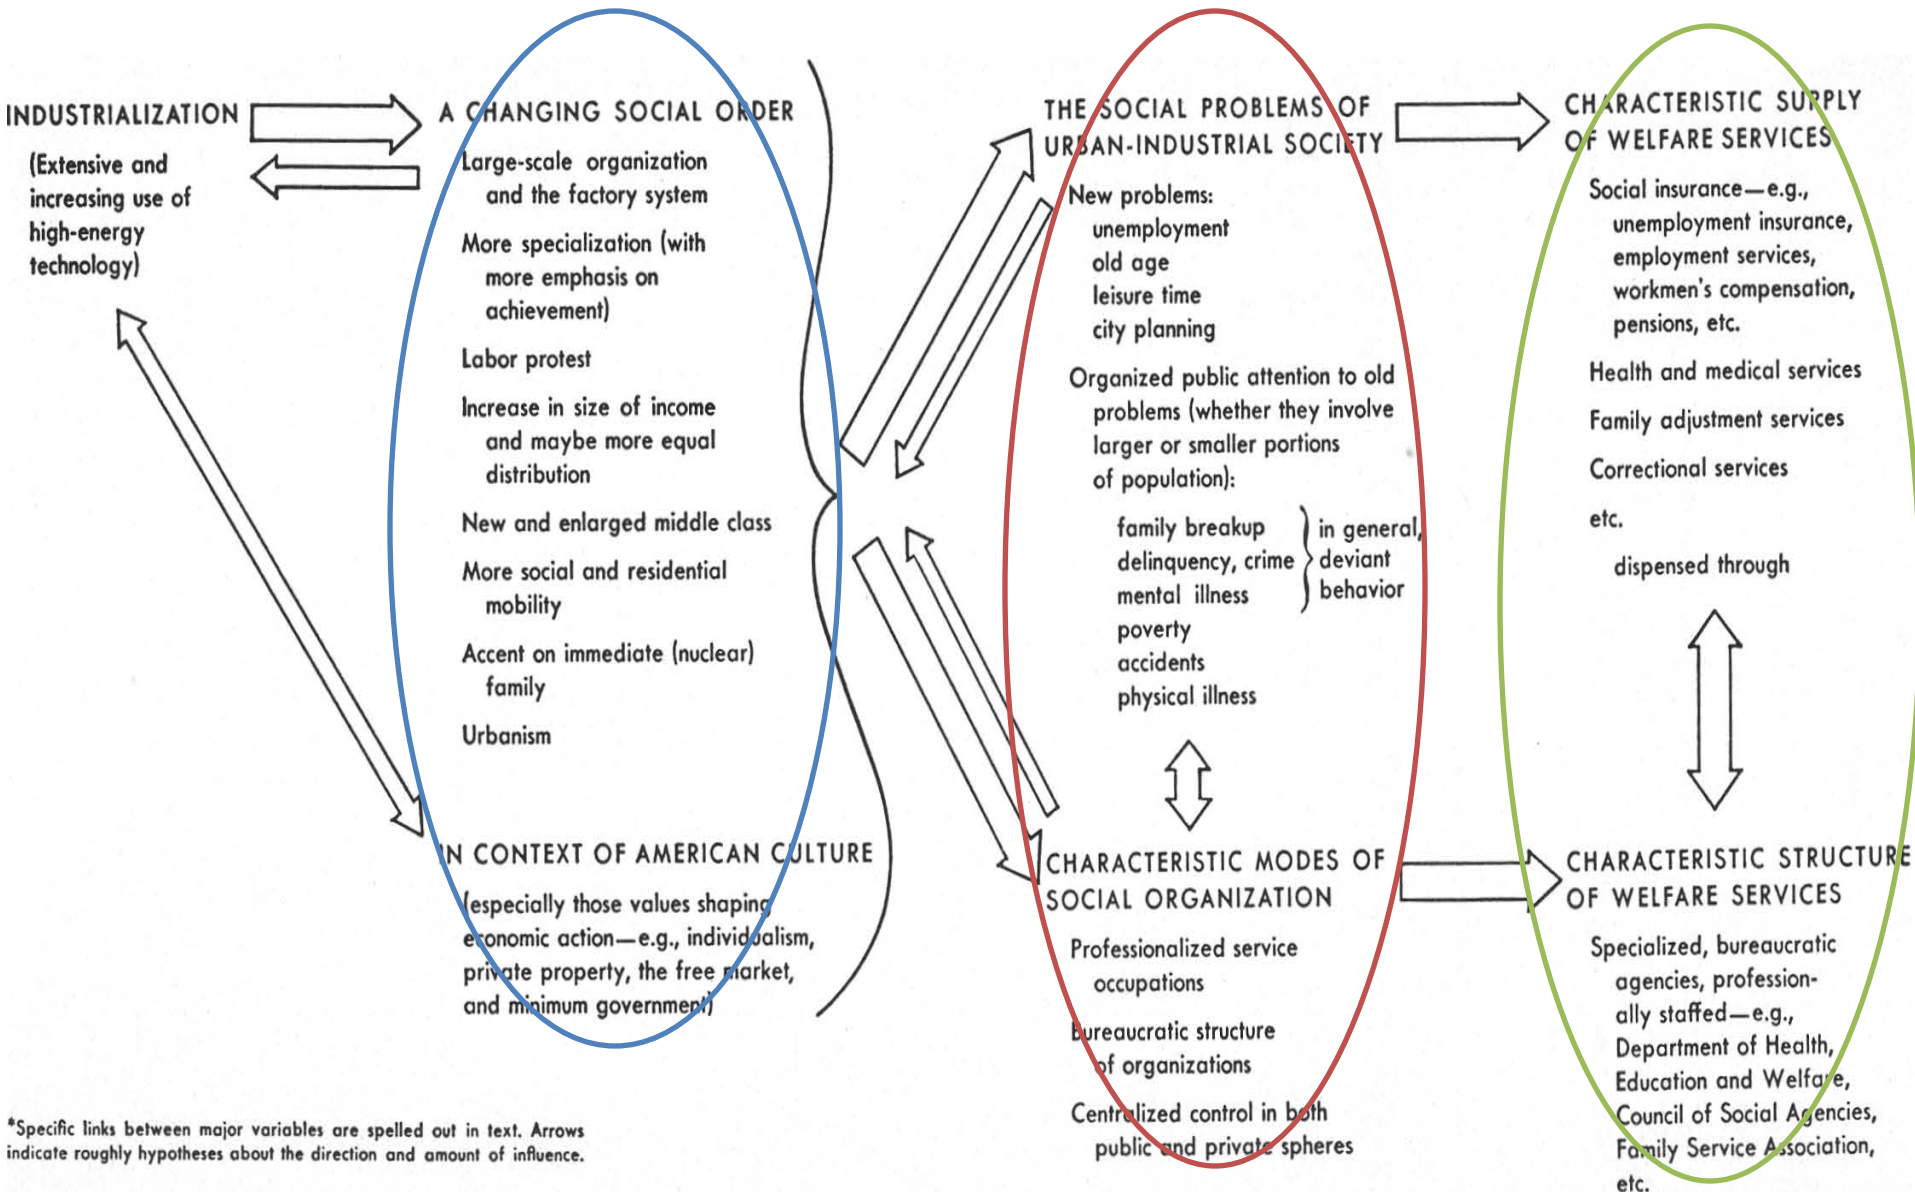 INDUSTRIALIZATION
(Extensive and
increasing use of
high-energy
technology)
A CHANGING SOCIAL ORDER
Large-scale organization
and the factory system
More specialization (with
more emphasis on
achievement)
Labor protest
Increase in size of income
and maybe more equal
distribution
New and enlarged middle class
More social and residential
mobility
Accent on immediate (nuclear)
family
Urbanism
IN CONTEXT OF AMERICAN CULTURE
(especially those values shaping
economic action—e.g., individualism,
private property, the free market,
and minimum government)
THE SOCIAL PROBLEMS OF
URBAN-INDUSTRIAL SOCIETY
New problems:
unemployment
old age
leisure time
city planning
Organized public attention to old
problems (whether they involve
larger or smaller portions
of population):
family breakup
delinquency, crime
mental illness
in general,
deviant
behavior
poverty
accidents
physical illness
CHARACTERISTIC MODES OF
SOCIAL ORGANIZATION
Professionalized service
occupations
Bureaucratic structure
of organizations
Centralized control in both
public and private spheres
CHARACTERISTIC SUPPLY
OF WELFARE SERVICES
Social insurance—e.g.,
unemployment insurance,
employment services,
workmen's compensation,
pensions, etc.
Health and medical services
Family adjustment services
Correctional services
etc.
dispensed through
CHARACTERISTIC STRUCTURE
OF WELFARE SERVICES
Specialized, bureaucratic
agencies, profession-
ally staffed—e.g.,
Department of Health,
Education and Welfare,
Council of Social Agencies,
Family Service Association,
etc.
*Specific links between major variables are spelled out in text. Arrows
indicate roughly hypotheses about the direction and amount of influence.